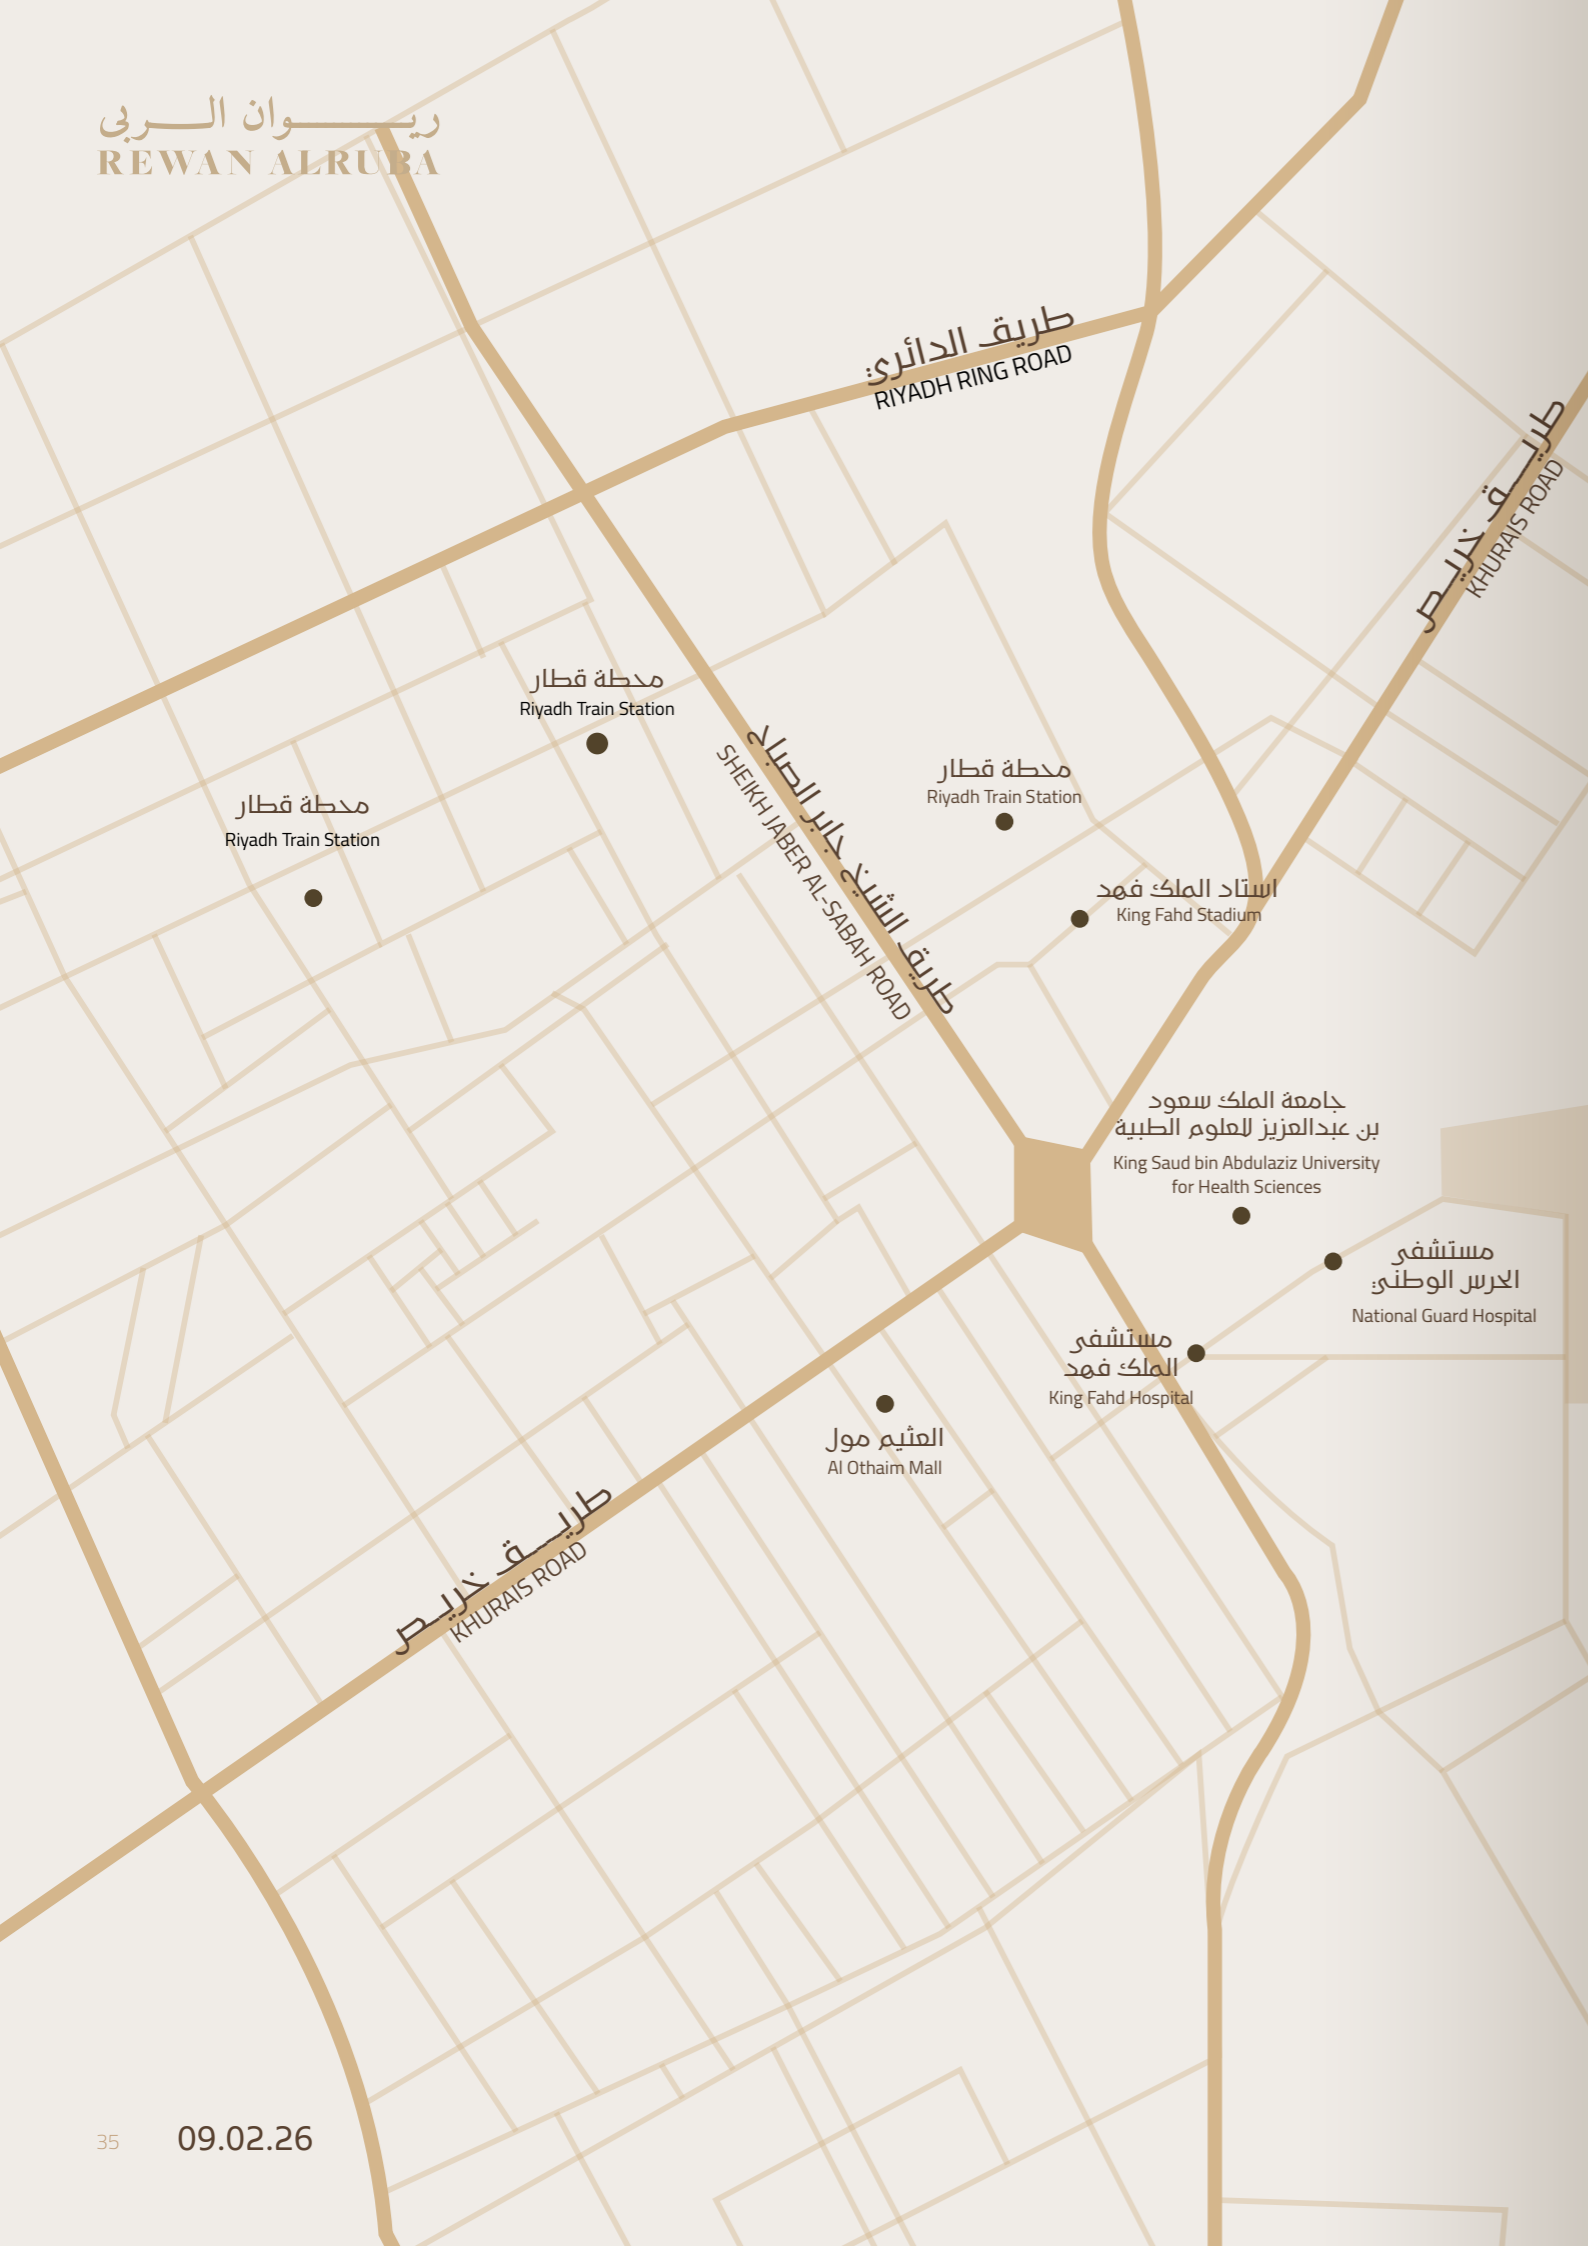 ريوان الربى
REWAN ALRUBA
طريق الدائري
RIYADH RING ROAD
طريق خريص
KHURAIS ROAD
محطة قطار
Riyadh Train Station
محطة قطار
Riyadh Train Station
محطة قطار
Riyadh Train Station
طريق الشيخ جابر الصباح
SHEIKH JABER AL-SABAH ROAD
استاد الملك فهد
King Fahd Stadium
جامعة الملك سعود
بن عبدالعزيز للعلوم الطبية
King Saud bin Abdulaziz University
for Health Sciences
مستشفى
الحرس الوطني
National Guard Hospital
مستشفى
الملك فهد
King Fahd Hospital
العثيم مول
Al Othaim Mall
طريق خريص
KHURAIS ROAD
35
09.02.26